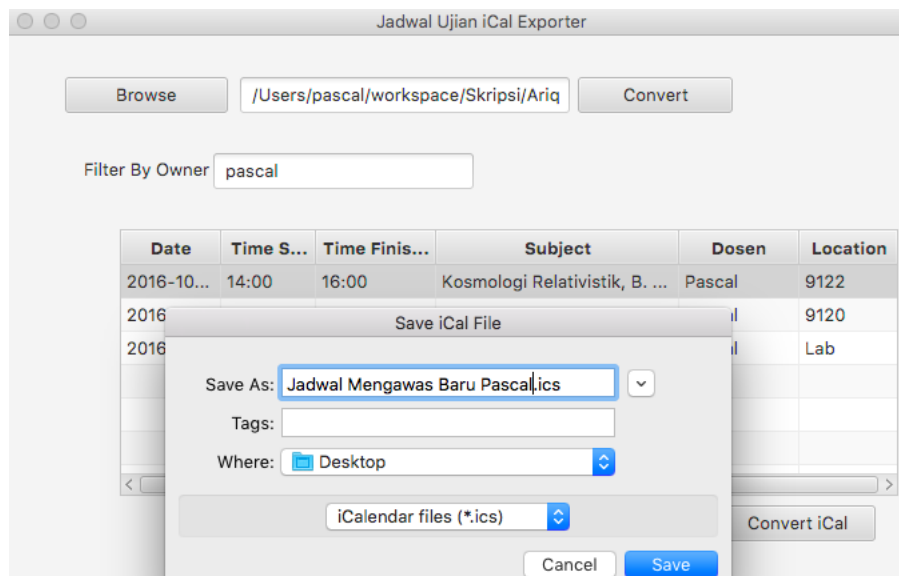 Jadwal Ujian iCal Exporter
Browse /Users/pascal/workspace/Skripsi/Ariq Convert
Filter By Owner pascal
Date Time S... Time Finis... Subject Dosen Location
2016-10... 14:00 16:00 Kosmologi Relativistik, B. ... Pascal 9122
2016 al 9120
2016 al Lab
Save iCal File
Save As: Jadwal Mengawas Baru Pascal.ics
Tags:
Where: Desktop
iCalendar files (*.ics)
Convert iCal
Cancel Save